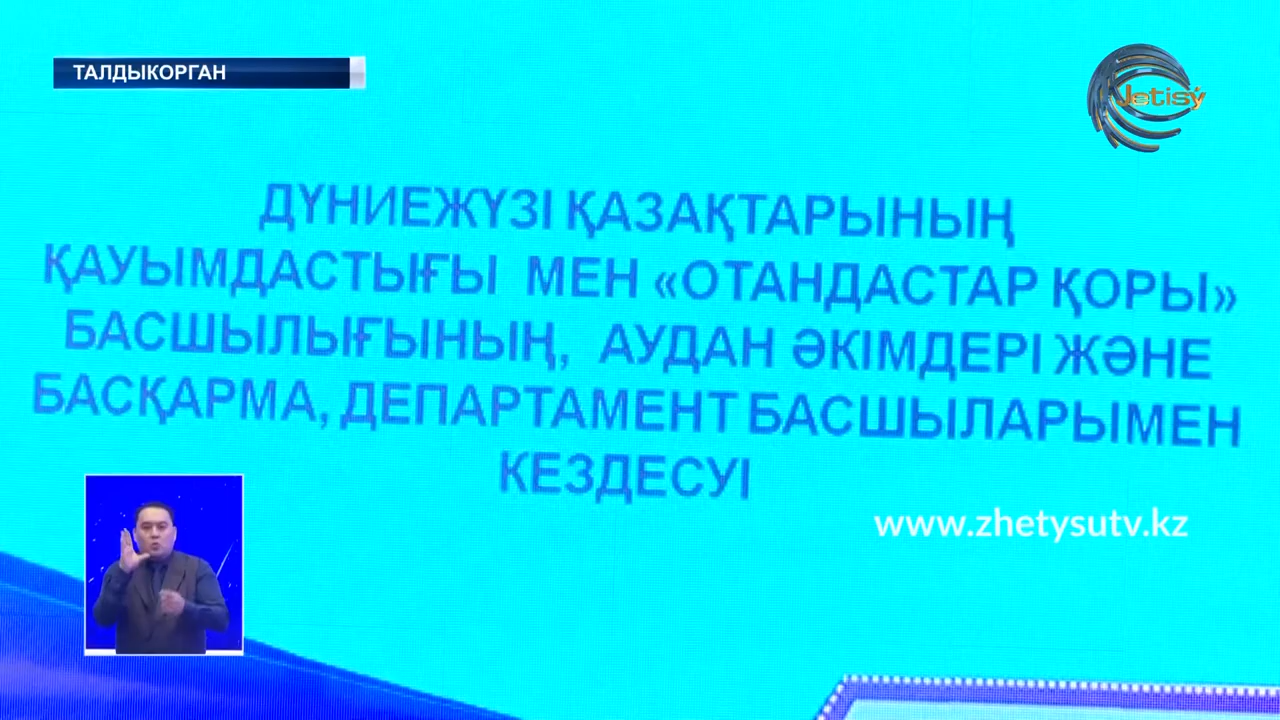 ТАЛДЫКОРГАН
Jetisý
ДҮНИЕЖҮЗІ ҚАЗАҚТАРЫНЫҢ
ҚАУЫМДАСТЫҒЫ МЕН «ОТАНДАСТАР ҚОРЫ»
БАСШЫЛЫҒЫНЫҢ, АУДАН ӘКІМДЕРІ ЖӘНЕ
БАСҚАРМА, ДЕПАРТАМЕНТ БАСШЫЛАРЫМЕН
КЕЗДЕСУІ
www.zhetysutv.kz